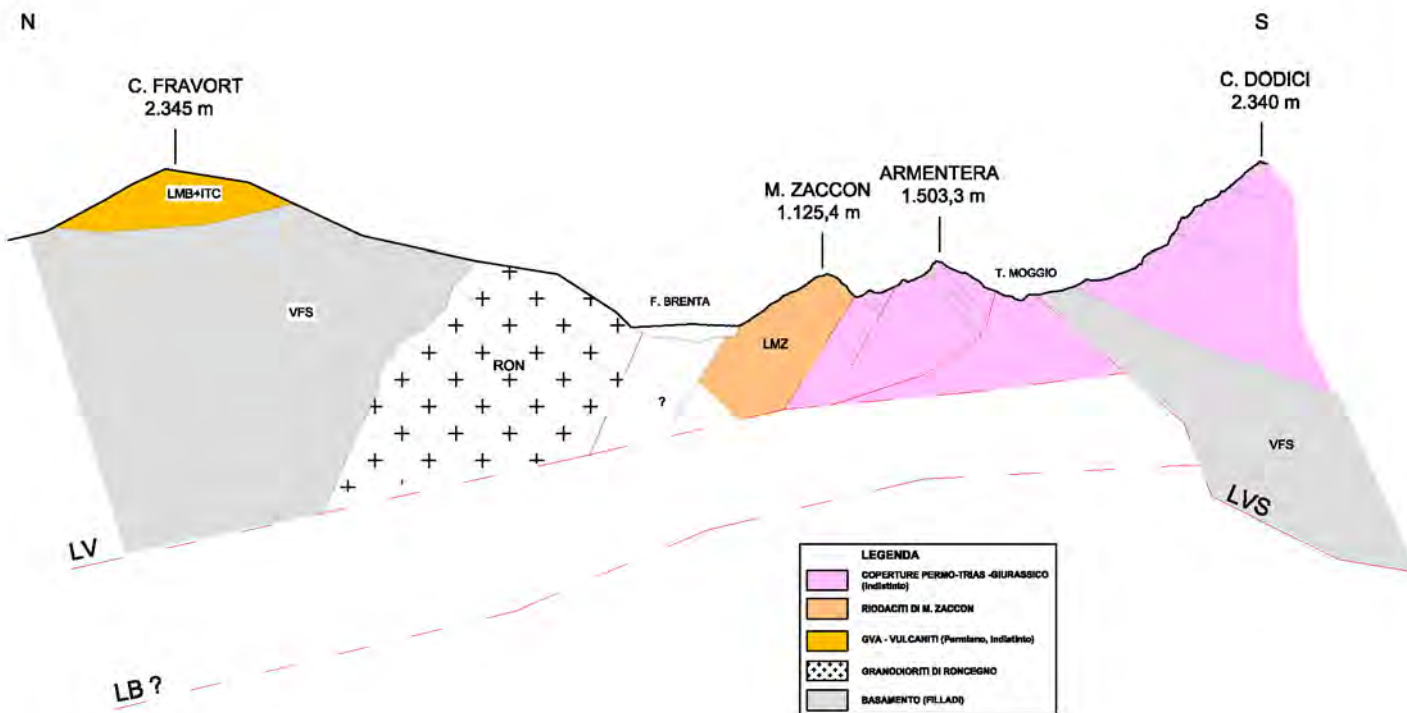 N
S
C. FRAVORT
2.345 m
C. DODICI
2.340 m
M. ZACCON
1.125,4 m
ARMENTERA
1.503,3 m
LMB+ITC
T. MOGGIO
F. BRENTA
VFS
LMZ
RON
?
VFS
LVS
LV
LB ?
LEGENDA
COPERTURE PERMO-TRIAS -GIURASSICO
(Indistinto)
RIODACITI DI M. ZACCON
GVA - VULCANITI (Permiano, Indistinto)
GRANODIORITI DI RONCEGNO
BASAMENTO (FILLADI)